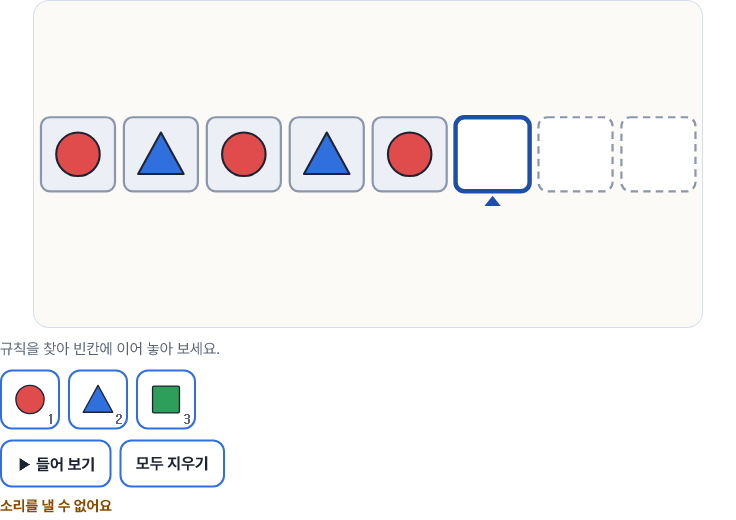 규칙을 찾아 빈칸에 이어 놓아 보세요.
1 2 3
▶ 들어 보기 모두 지우기
소리를 낼 수 없어요